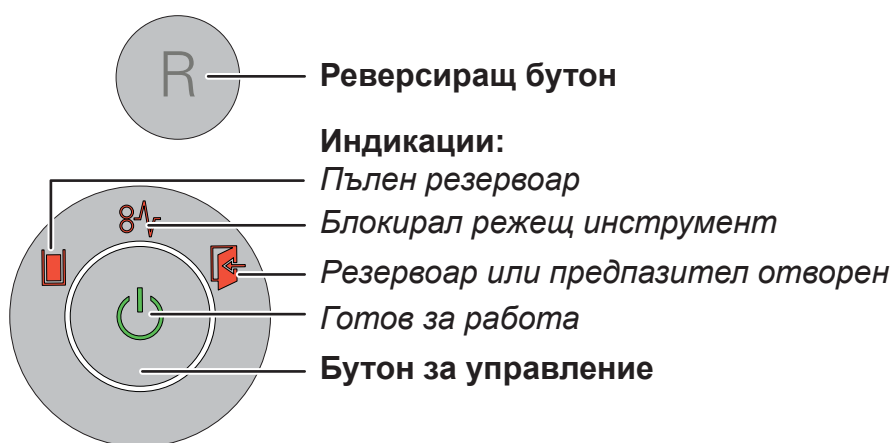 R
Реверсиращ бутон
Индикации:
Пълен резервоар
Блокирал режещ инструмент
Резервоар или предпазител отворен
Готов за работа
Бутон за управление